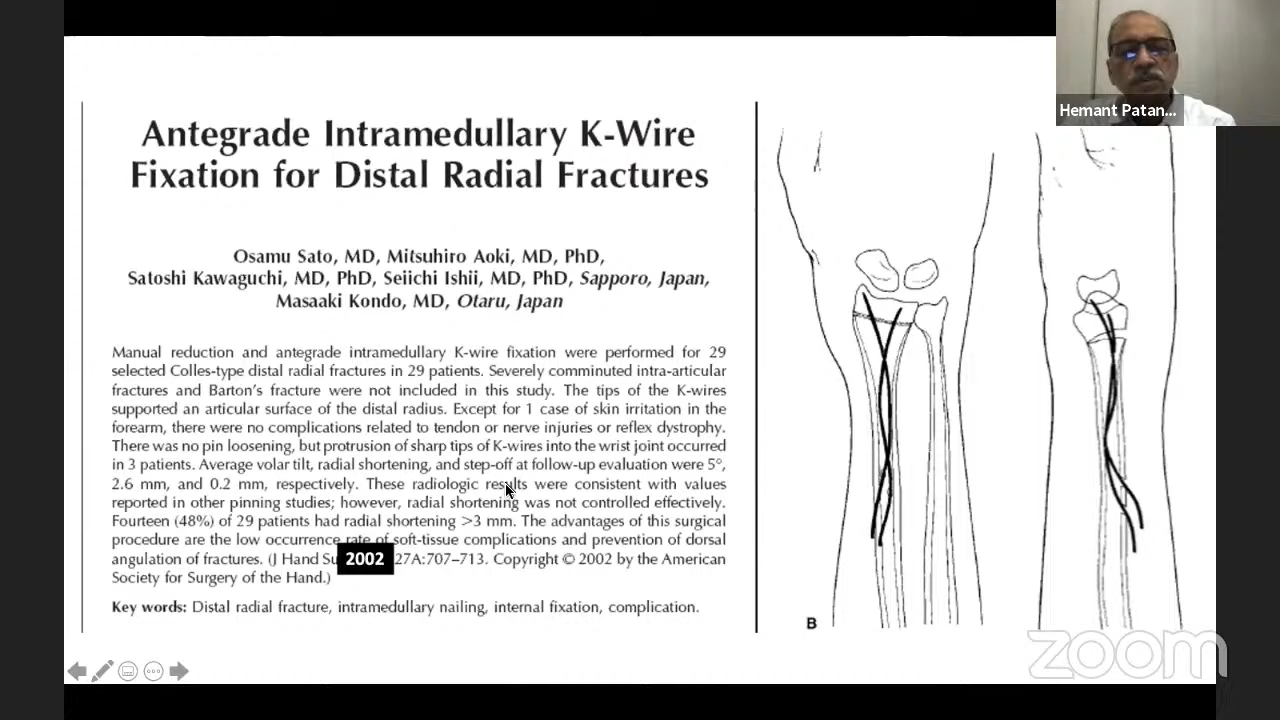 Hemant Patan...
Antegrade Intramedullary K-Wire
Fixation for Distal Radial Fractures
Osamu Sato, MD, Mitsuhiro Aoki, MD, PhD,
Satoshi Kawaguchi, MD, PhD, Seiichi Ishii, MD, PhD, Sapporo, Japan,
Masaaki Kondo, MD, Otaru, Japan
Manual reduction and antegrade intramedullary K-wire fixation were performed for 29
selected Colles-type distal radial fractures in 29 patients. Severely comminuted intra-articular
fractures and Barton's fracture were not included in this study. The tips of the K-wires
supported an articular surface of the distal radius. Except for 1 case of skin irritation in the
forearm, there were no complications related to tendon or nerve injuries or reflex dystrophy.
There was no pin loosening, but protrusion of sharp tips of K-wires into the wrist joint occurred
in 3 patients. Average volar tilt, radial shortening, and step-off at follow-up evaluation were 5°,
2.6 mm, and 0.2 mm, respectively. These radiologic results were consistent with values
reported in other pinning studies; however, radial shortening was not controlled effectively.
Fourteen (48%) of 29 patients had radial shortening >3 mm. The advantages of this surgical
procedure are the low occurrence rate of soft-tissue complications and prevention of dorsal
angulation of fractures. (J Hand Su 2002 27A:707–713. Copyright © 2002 by the American
Society for Surgery of the Hand.)
Key words: Distal radial fracture, intramedullary nailing, internal fixation, complication.
B
zoom